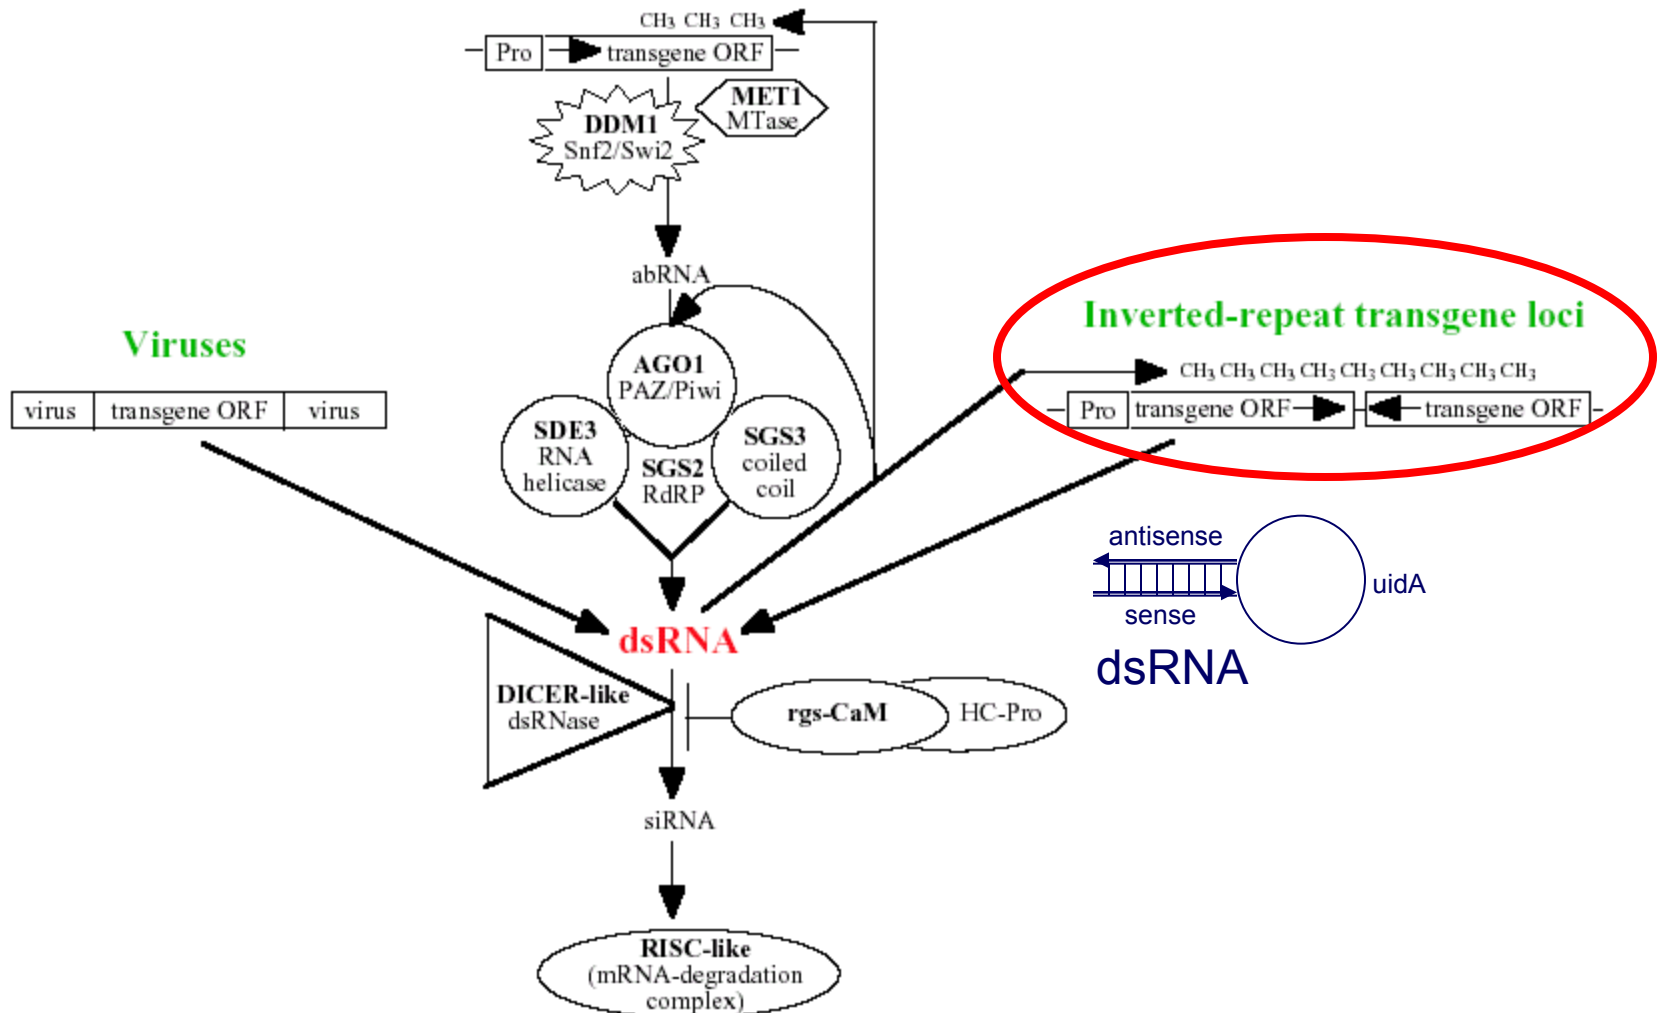 CH3 CH3 CH3
Pro transgene ORF
MET1
MTase
DDM1
Snf2/Swi2
abRNA
Viruses
virus transgene ORF virus
Inverted-repeat transgene loci
CH3 CH3 CH3 CH3 CH3 CH3 CH3 CH3 CH3
Pro transgene ORF transgene ORF
AGO1
PAZ/Piwi
SDE3
RNA
helicase
SGS2
RdRP
SGS3
coiled
coil
antisense
sense
uidA
dsRNA
dsRNA
DICER-like
dsRNase
rgs-CaM
HC-Pro
siRNA
RISC-like
(mRNA-degradation
complex)